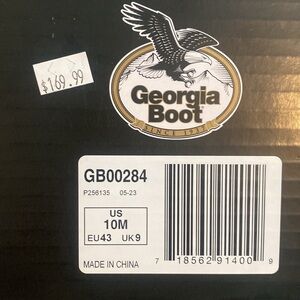 $169.99
Georgia
Boot
SINCE 1937
GB00284
P256135 05-23
US
10M
EU43 UK9
MADE IN CHINA
7 18562 91400 9